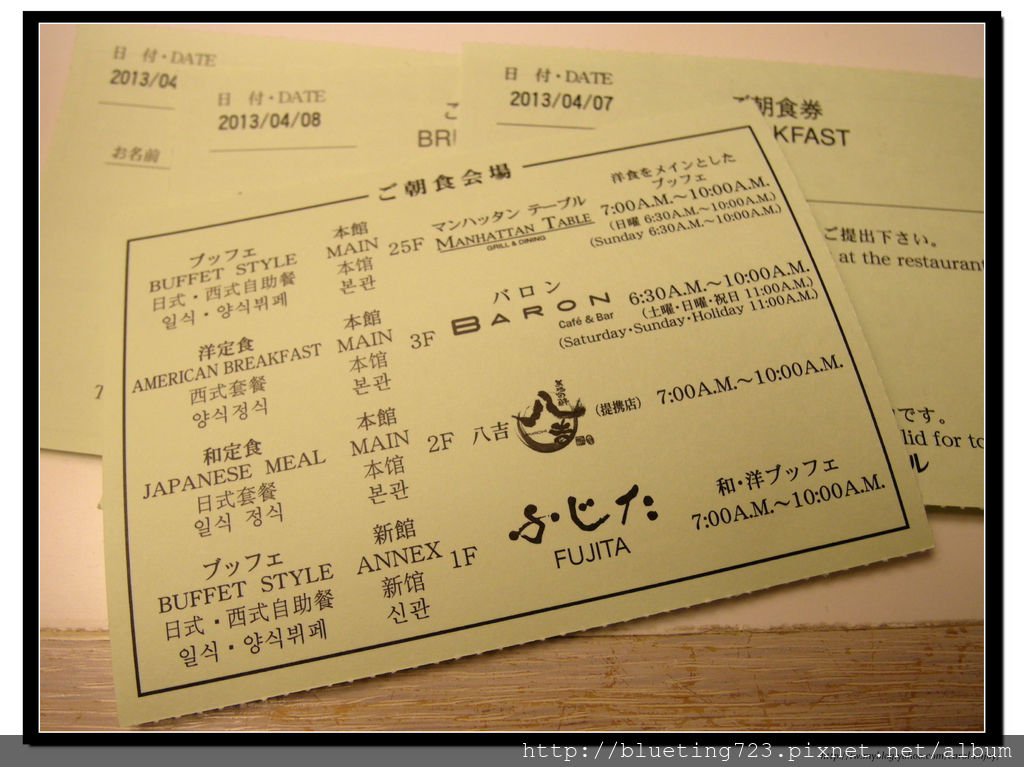 日 付・DATE
2013/04
お名前
日 付・DATE
2013/04/08
BR
日 付・DATE
2013/04/07
ご朝食券
KFAST
ご提出下さい。
at the restaurant
です。
lid for to
ル
7
ご朝食会場
ブッフェ
BUFFET STYLE
日式・西式自助餐
일식・양식뷔페
本館
MAIN
本馆
본관
25F
マンハッタン テーブル
MANHATTAN TABLE
GRILL & DINING
洋食をメインとした
ブッフェ
7:00A.M.〜10:00A.M.
(日曜 6:30A.M.〜10:00A.M.)
(Sunday 6:30A.M.〜10:00A.M.)
洋定食
AMERICAN BREAKFAST
西式套餐
양식정식
本館
MAIN
本馆
본관
3F
バロン
BARON
Café & Bar
6:30A.M.〜10:00A.M.
(土曜・日曜・祝日 11:00A.M.)
(Saturday・Sunday・Holiday 11:00A.M.)
和定食
JAPANESE MEAL
日式套餐
일식 정식
本館
MAIN
本馆
본관
2F
八吉
八吉
(提携店)
7:00A.M.〜10:00A.M.
ブッフェ
BUFFET STYLE
日式・西式自助餐
일식・양식뷔페
新館
ANNEX
新馆
신관
1F
ふじた
FUJITA
和・洋ブッフェ
7:00A.M.〜10:00A.M.
http://blueting723.pixnet.net/album